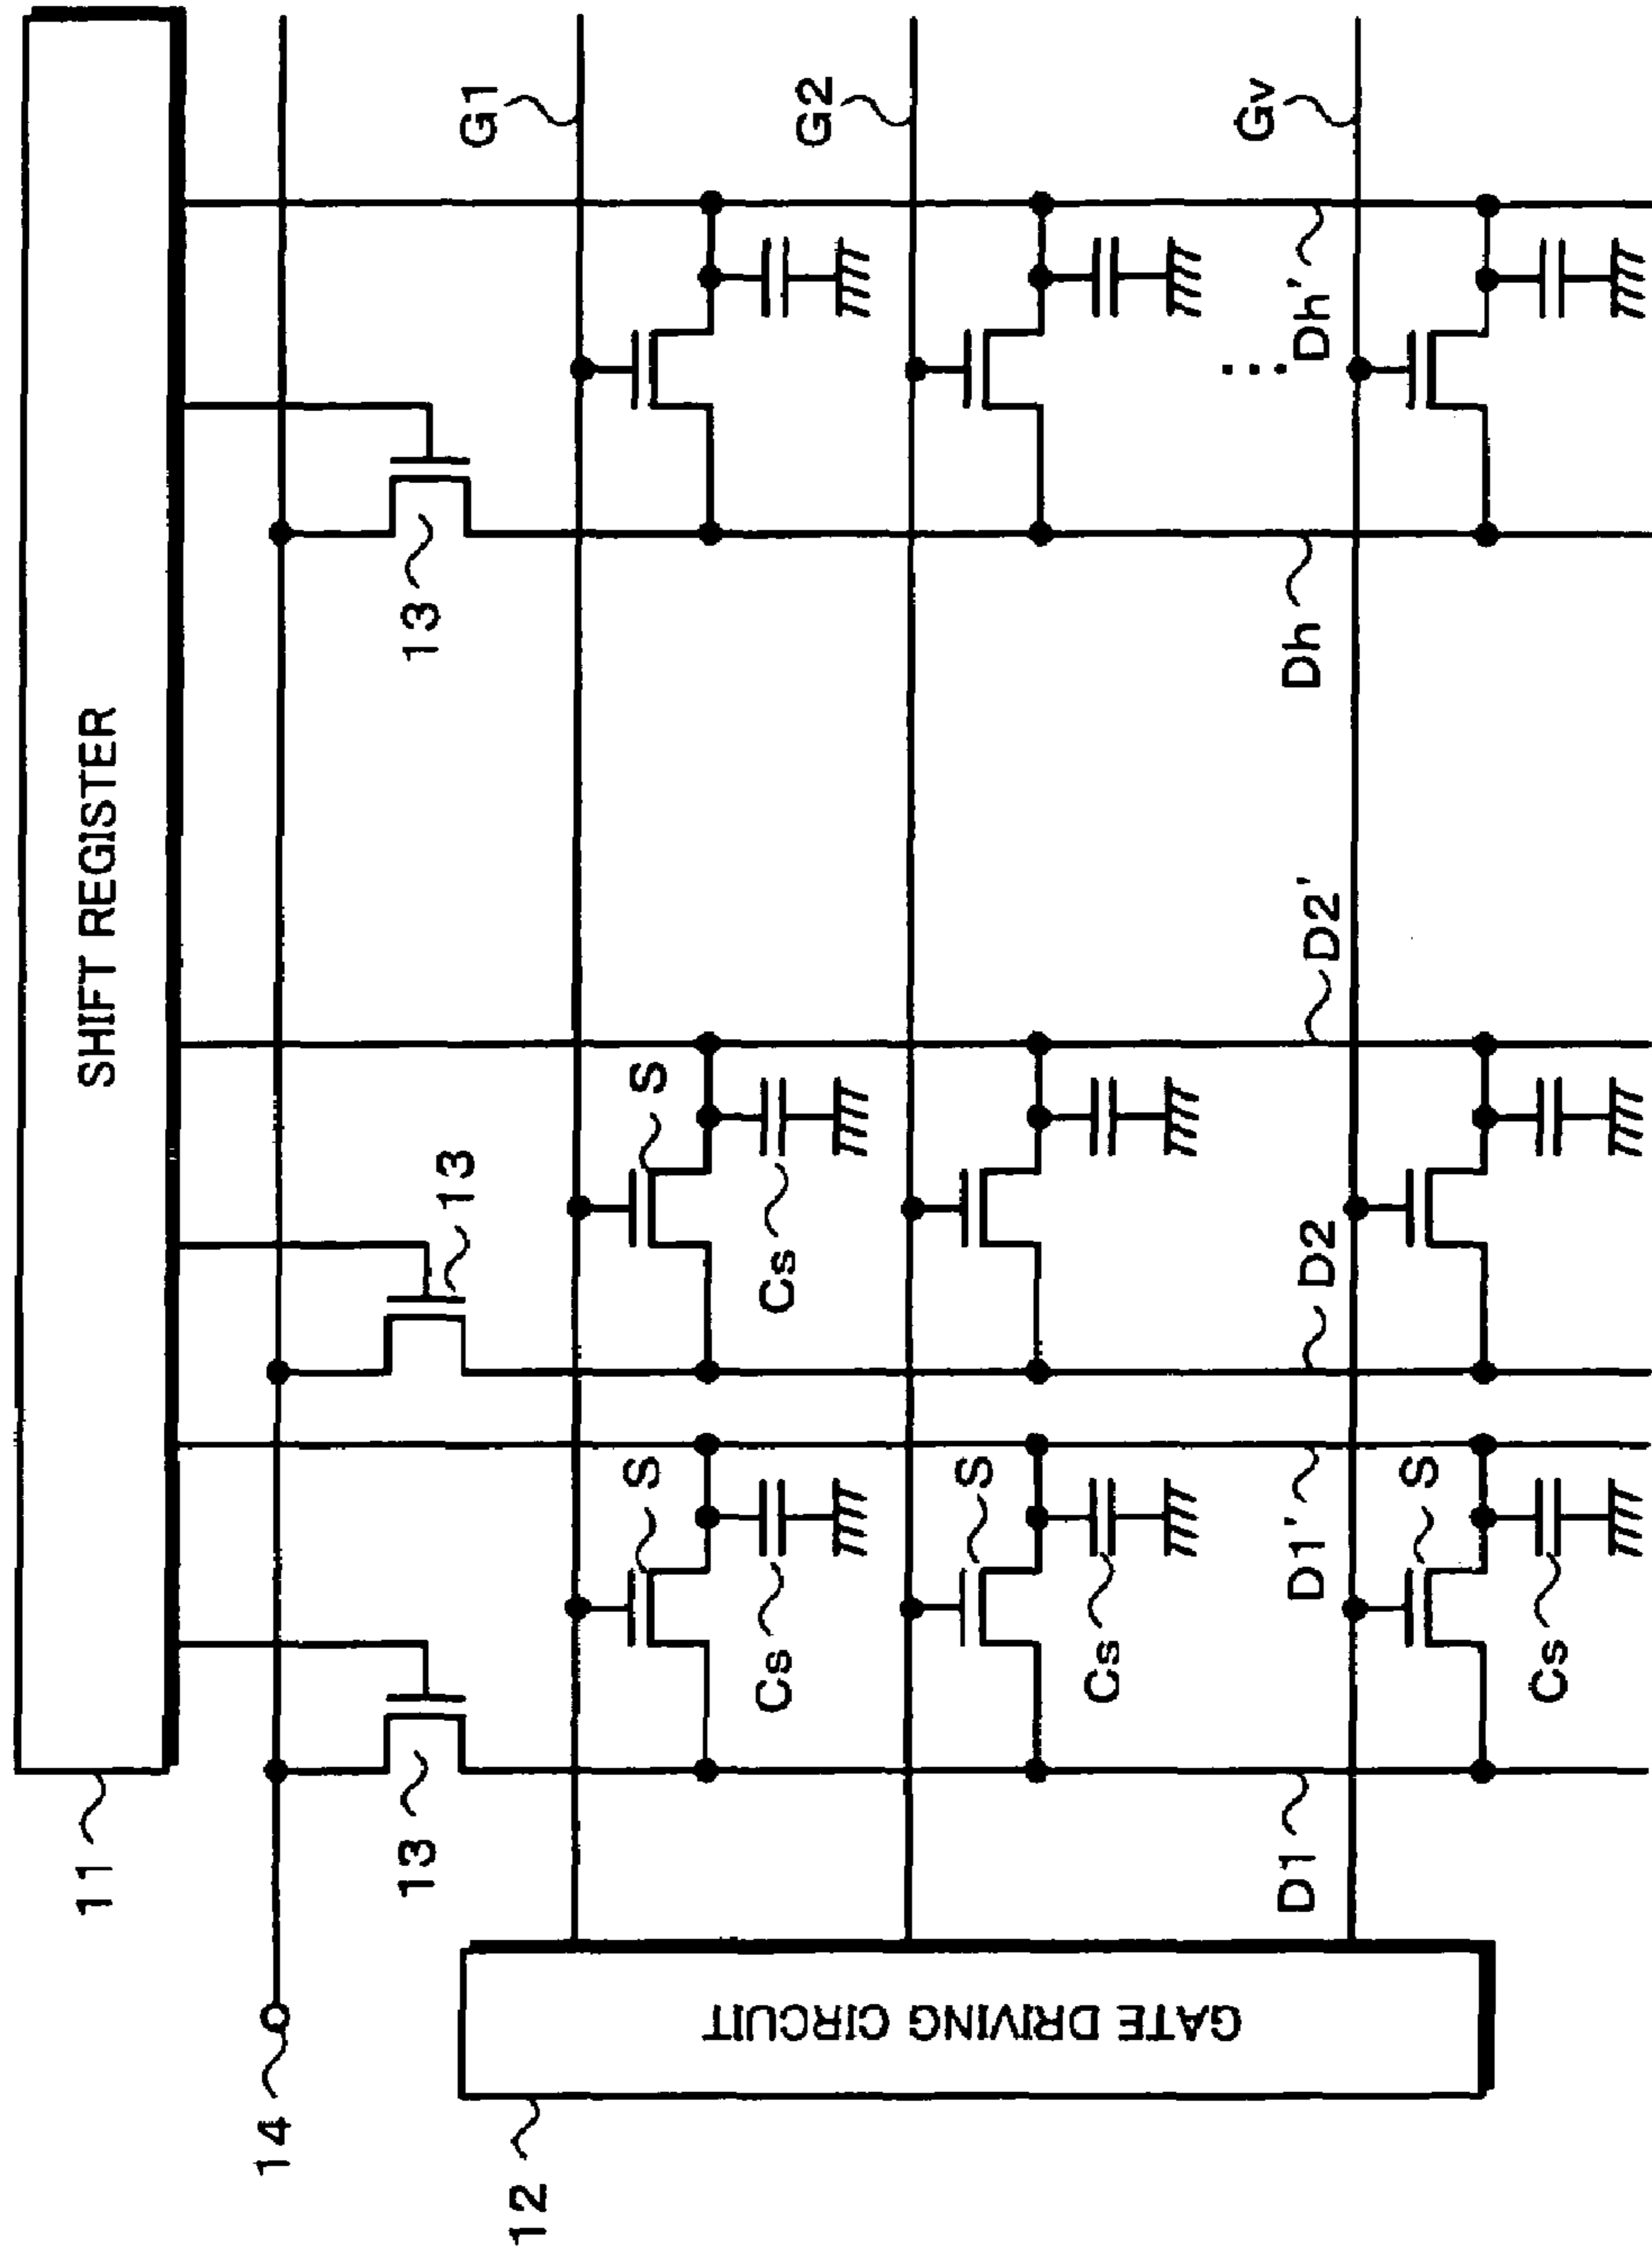 SHIFT REGISTER
11
14
13
13
13
G1
S
S
Cs
Cs
G2
S
Cs
D1
D1'
D2
D2'
Dh
Dh'
...
Gv
S
Cs
12
GATE DRIVING CIRCUIT